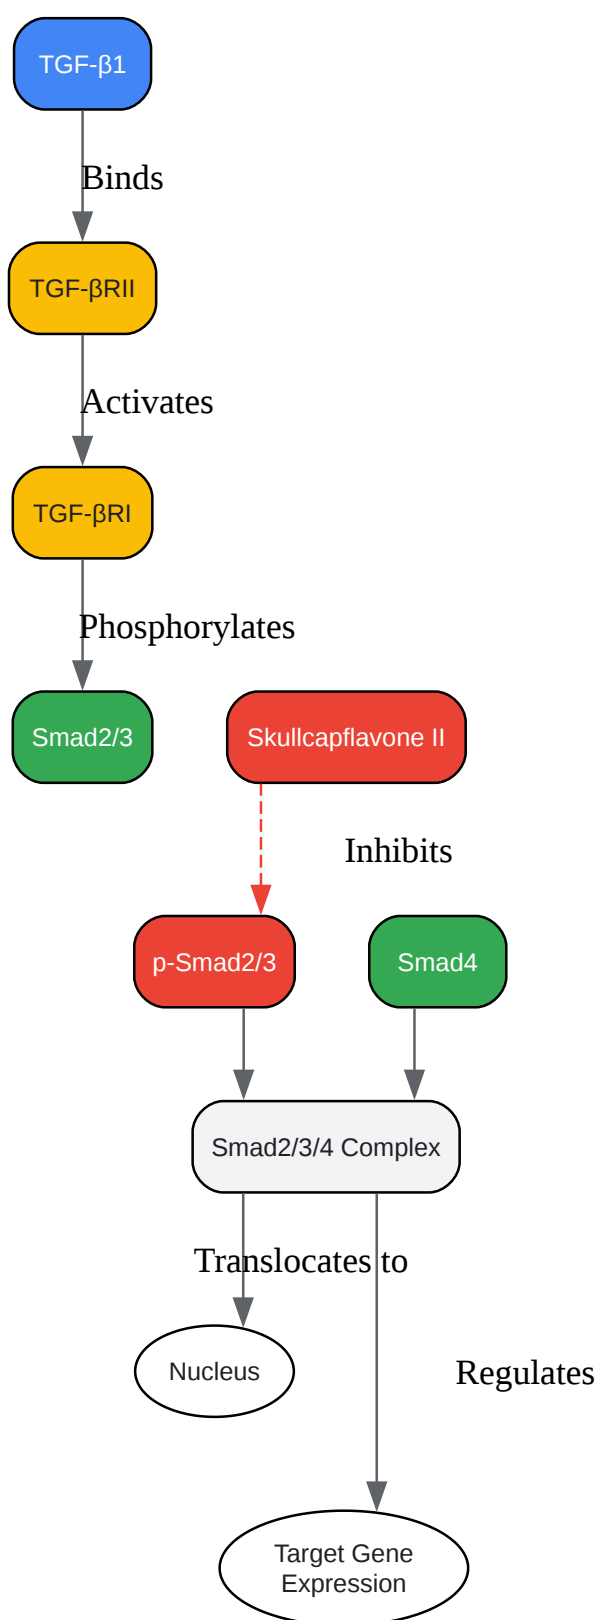 TGF-β1
Binds
TGF-βRII
Activates
TGF-βRI
Phosphorylates
Smad2/3
Skullcapflavone II
Inhibits
p-Smad2/3
Smad4
Smad2/3/4 Complex
Translocates to
Nucleus
Regulates
Target Gene
Expression